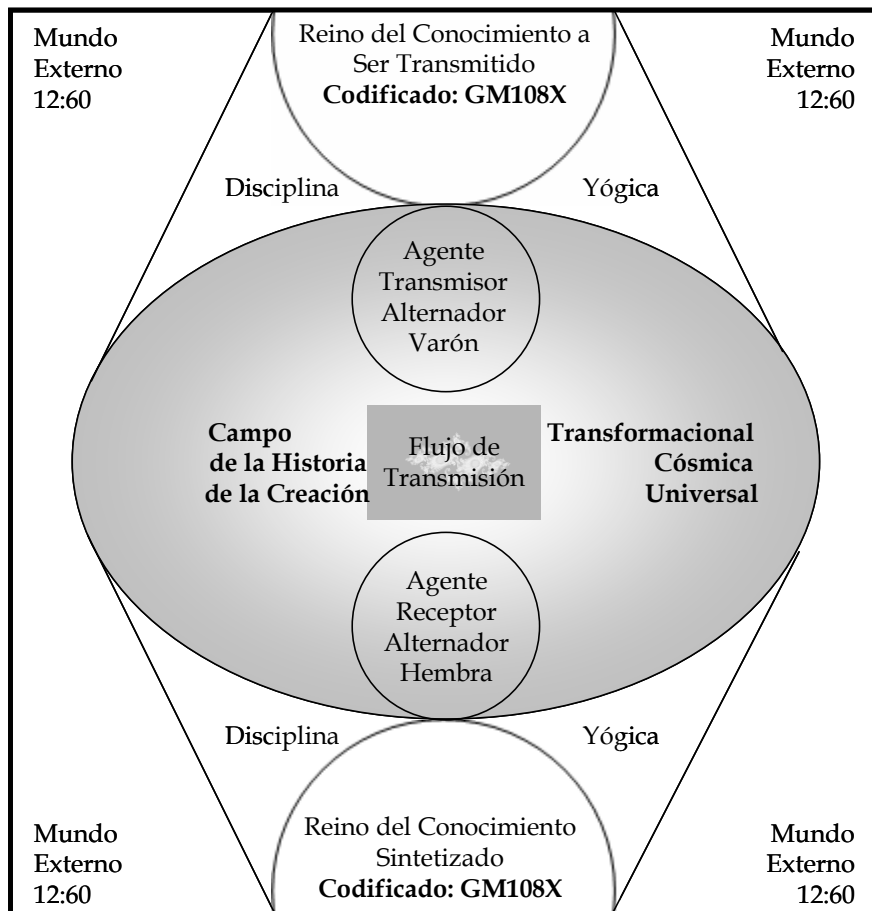 Mundo
Externo
12:60
Reino del Conocimiento a
Ser Transmitido
Codificado: GM108X
Mundo
Externo
12:60
Disciplina
Yógica
Agente
Transmisor
Alternador
Varón
Campo
de la Historia
de la Creación
Flujo de
Transmisión
Transformacional
Cósmica
Universal
Agente
Receptor
Alternador
Hembra
Disciplina
Yógica
Mundo
Externo
12:60
Reino del Conocimiento
Sintetizado
Codificado: GM108X
Mundo
Externo
12:60